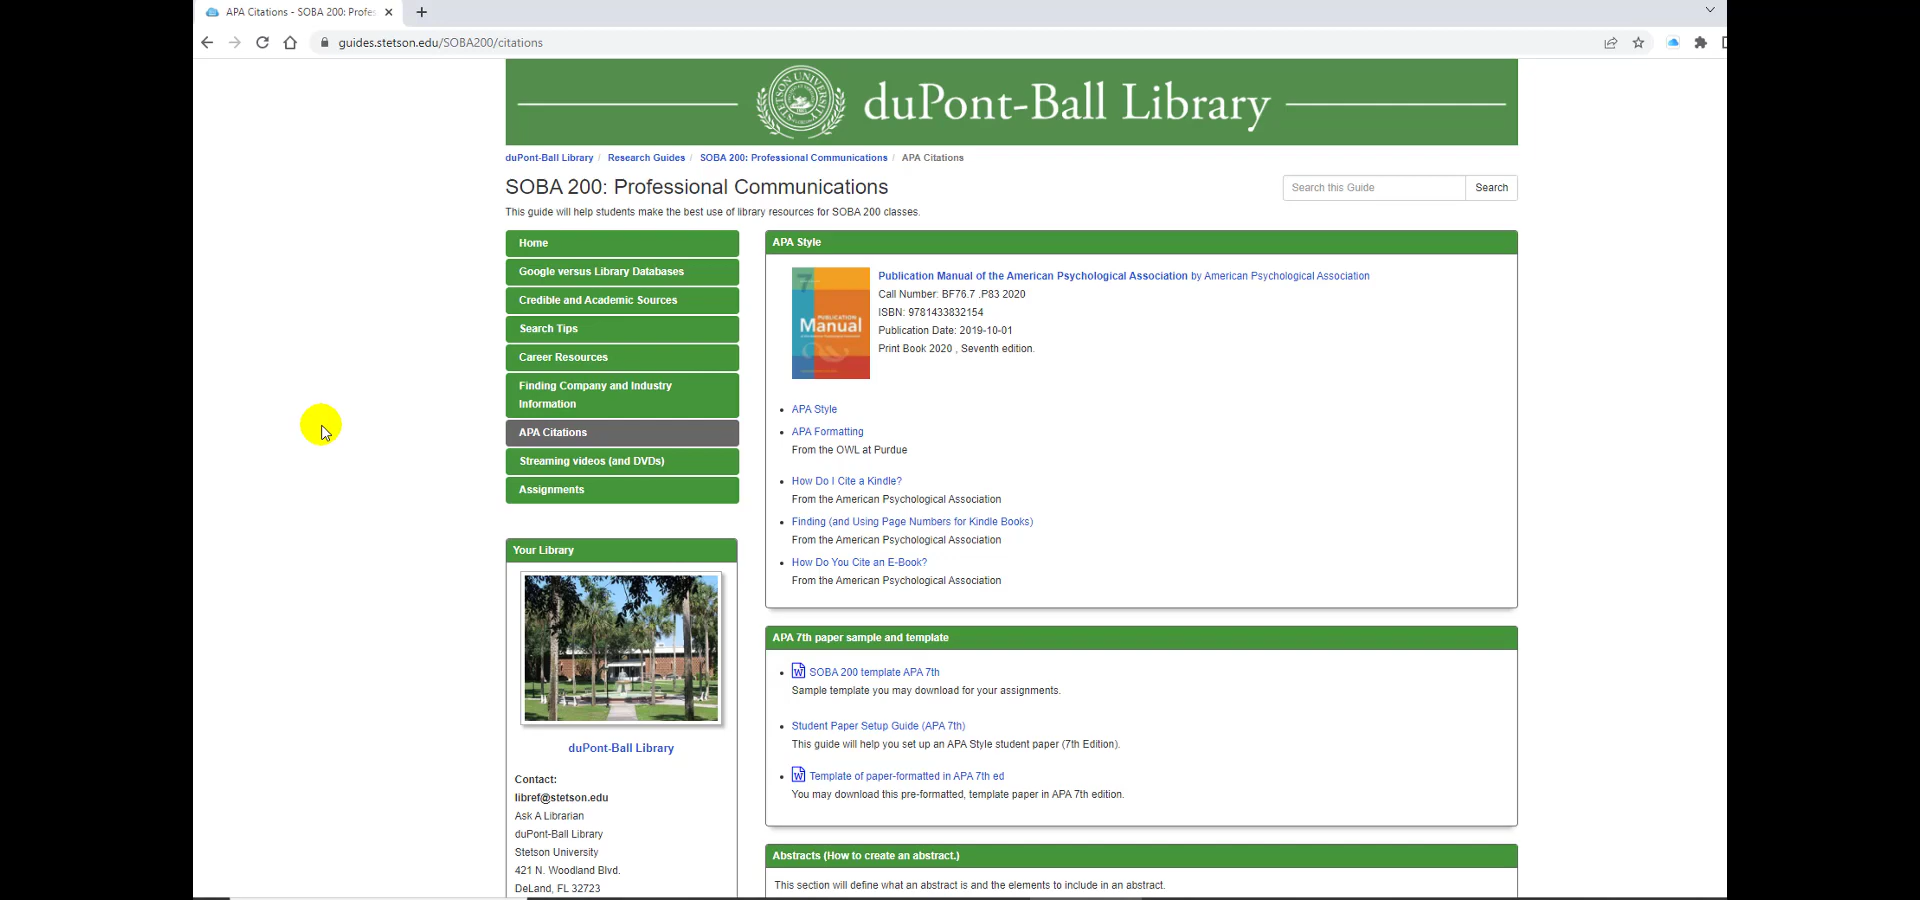 APA Citations - SOBA 200: Profes
guides.stetson.edu/SOBA200/citations
duPont-Ball Library
duPont-Ball Library / Research Guides / SOBA 200: Professional Communications / APA Citations
SOBA 200: Professional Communications
Search this Guide
Search
This guide will help students make the best use of library resources for SOBA 200 classes.
Home
Google versus Library Databases
Credible and Academic Sources
Search Tips
Career Resources
Finding Company and Industry
Information
APA Citations
Streaming videos (and DVDs)
Assignments
Your Library
duPont-Ball Library
Contact:
libref@stetson.edu
Ask A Librarian
duPont-Ball Library
Stetson University
421 N. Woodland Blvd.
DeLand, FL 32723
APA Style
7
PUBLICATION
Manual
Publication Manual of the American Psychological Association by American Psychological Association
Call Number: BF76.7 .P83 2020
ISBN: 9781433832154
Publication Date: 2019-10-01
Print Book 2020 , Seventh edition.
• APA Style
• APA Formatting
From the OWL at Purdue
• How Do I Cite a Kindle?
From the American Psychological Association
• Finding (and Using Page Numbers for Kindle Books)
From the American Psychological Association
• How Do You Cite an E-Book?
From the American Psychological Association
APA 7th paper sample and template
• SOBA 200 template APA 7th
Sample template you may download for your assignments.
• Student Paper Setup Guide (APA 7th)
This guide will help you set up an APA Style student paper (7th Edition).
• Template of paper-formatted in APA 7th ed
You may download this pre-formatted, template paper in APA 7th edition.
Abstracts (How to create an abstract.)
This section will define what an abstract is and the elements to include in an abstract.